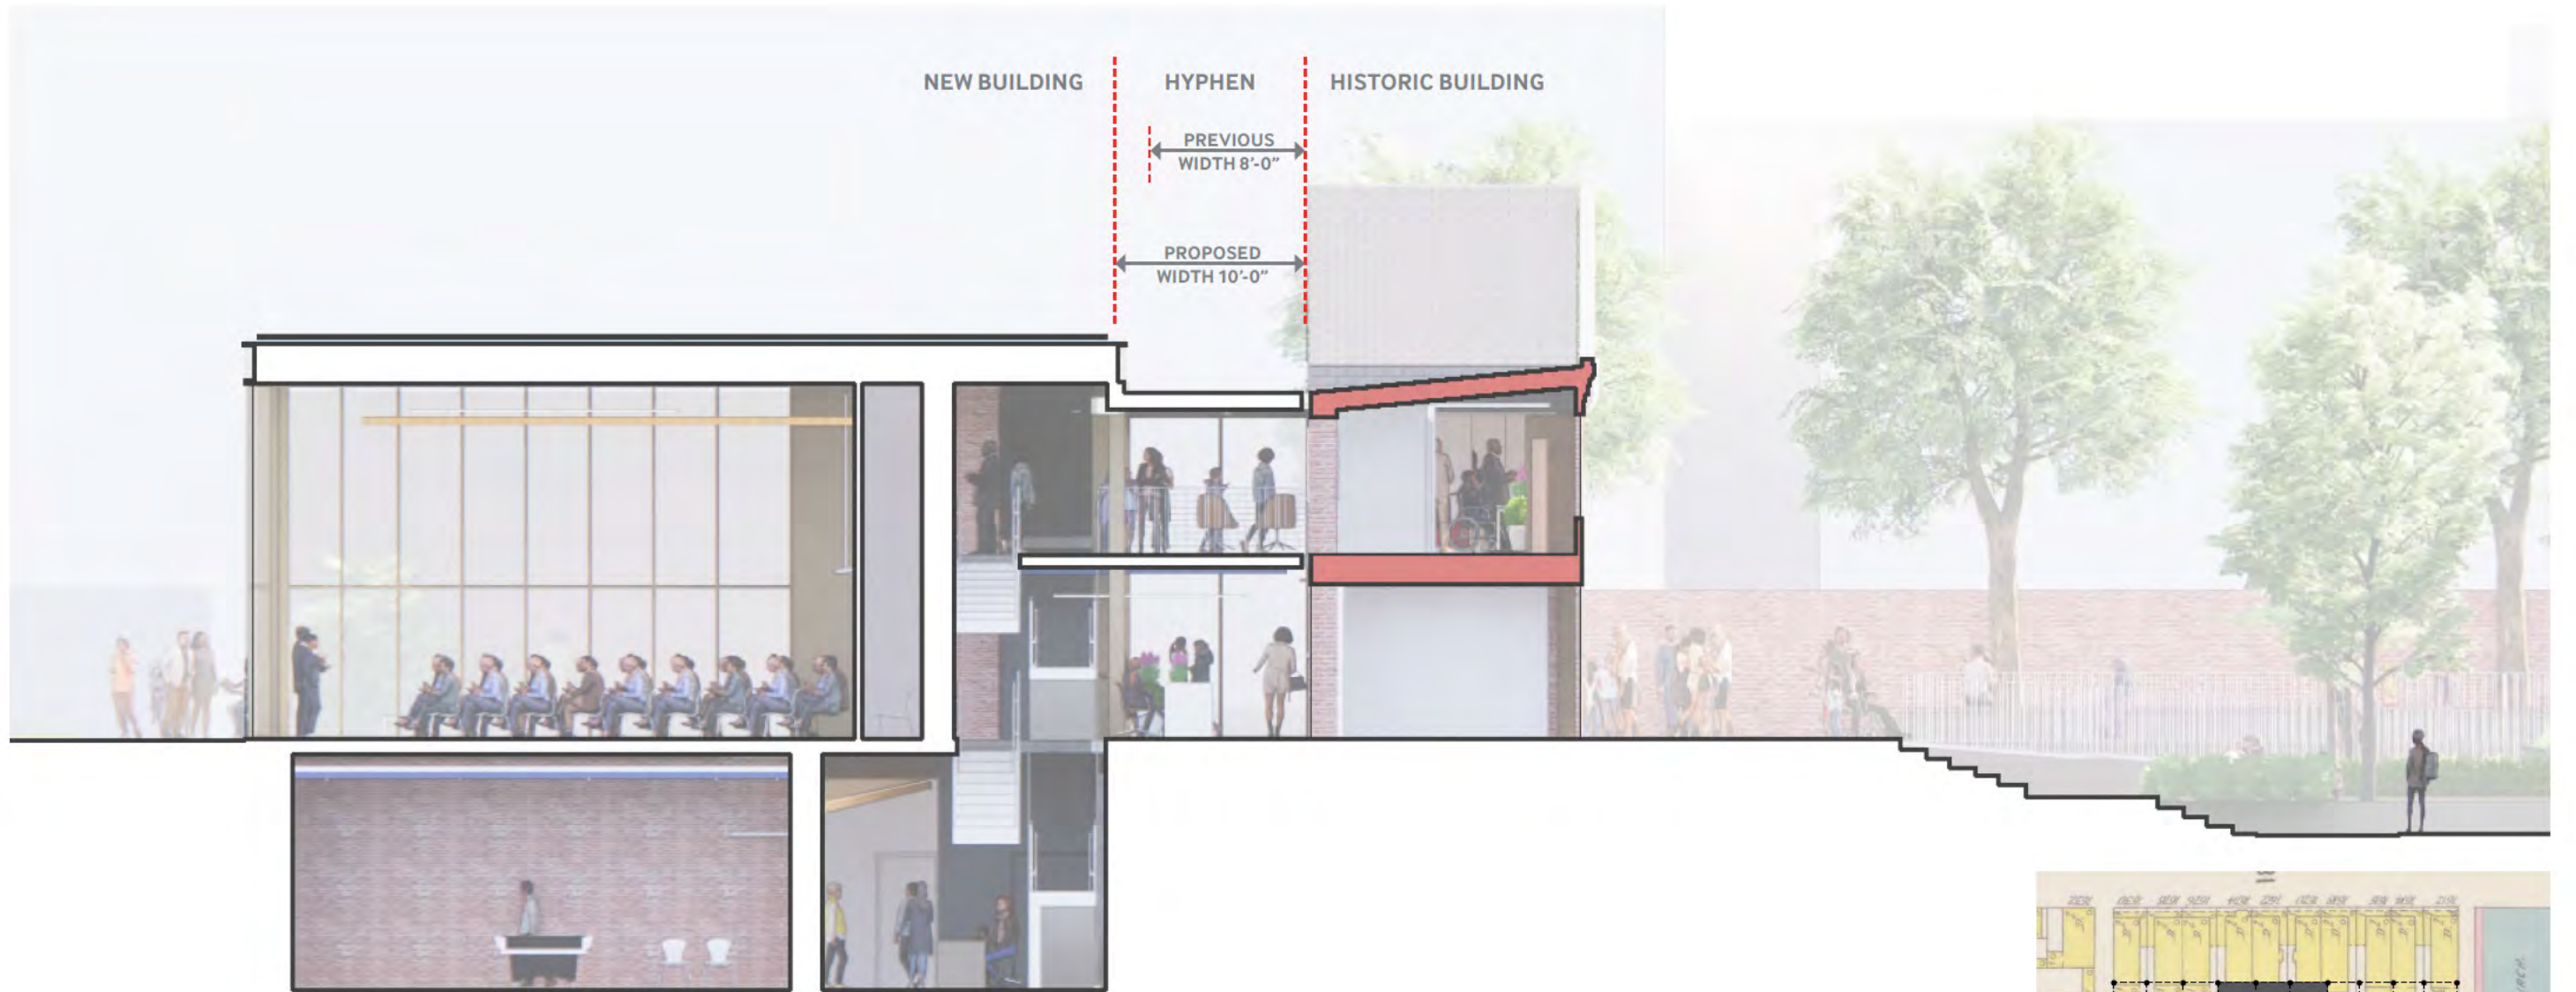 NEW BUILDING
HYPHEN
HISTORIC BUILDING
PREVIOUS
WIDTH 8'-0"
PROPOSED
WIDTH 10'-0"